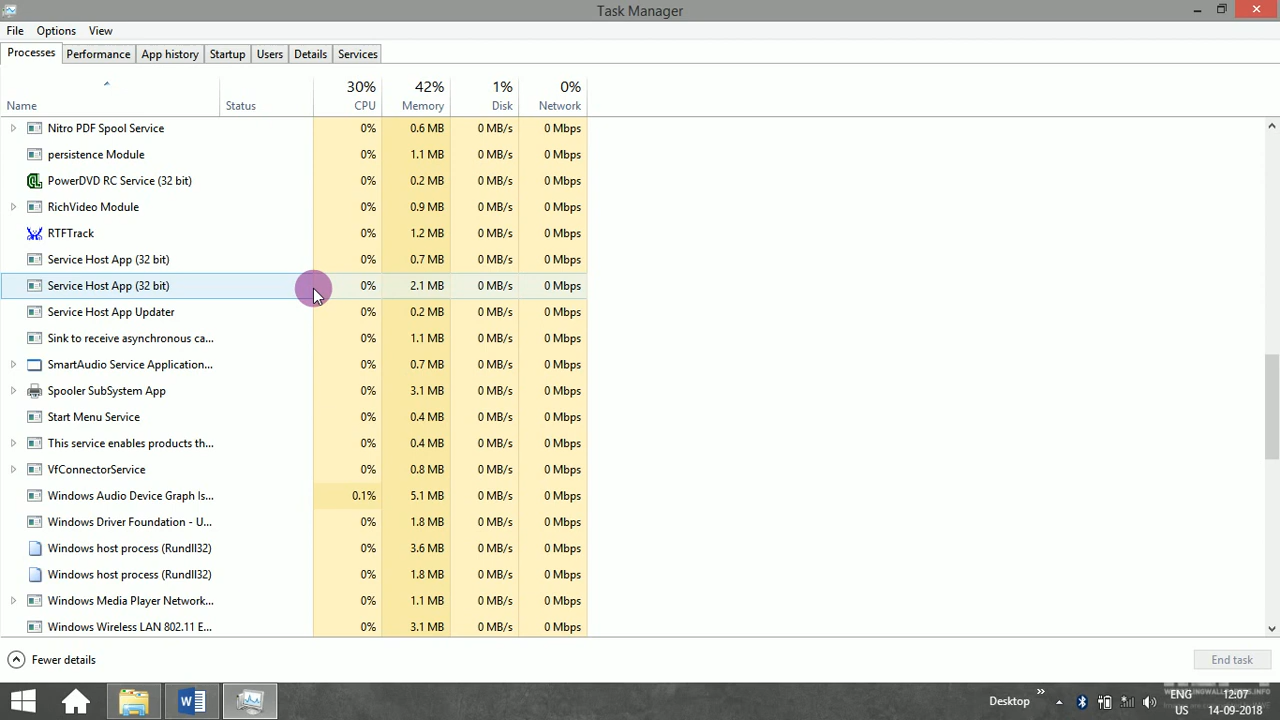 Task Manager
File Options View
Processes Performance App history Startup Users Details Services
30% 42% 1% 0%
Name Status CPU Memory Disk Network
Nitro PDF Spool Service 0% 0.6 MB 0 MB/s 0 Mbps
persistence Module 0% 1.1 MB 0 MB/s 0 Mbps
PowerDVD RC Service (32 bit) 0% 0.2 MB 0 MB/s 0 Mbps
RichVideo Module 0% 0.9 MB 0 MB/s 0 Mbps
RTFTrack 0% 1.2 MB 0 MB/s 0 Mbps
Service Host App (32 bit) 0% 0.7 MB 0 MB/s 0 Mbps
Service Host App (32 bit) 0% 2.1 MB 0 MB/s 0 Mbps
Service Host App Updater 0% 0.2 MB 0 MB/s 0 Mbps
Sink to receive asynchronous ca... 0% 1.1 MB 0 MB/s 0 Mbps
SmartAudio Service Application... 0% 0.7 MB 0 MB/s 0 Mbps
Spooler SubSystem App 0% 3.1 MB 0 MB/s 0 Mbps
Start Menu Service 0% 0.4 MB 0 MB/s 0 Mbps
This service enables products th... 0% 0.4 MB 0 MB/s 0 Mbps
VfConnectorService 0% 0.8 MB 0 MB/s 0 Mbps
Windows Audio Device Graph Is... 0.1% 5.1 MB 0 MB/s 0 Mbps
Windows Driver Foundation - U... 0% 1.8 MB 0 MB/s 0 Mbps
Windows host process (Rundll32) 0% 3.6 MB 0 MB/s 0 Mbps
Windows host process (Rundll32) 0% 1.8 MB 0 MB/s 0 Mbps
Windows Media Player Network... 0% 1.1 MB 0 MB/s 0 Mbps
Windows Wireless LAN 802.11 E... 0% 3.1 MB 0 MB/s 0 Mbps
Fewer details End task
Desktop ENG 12:07
US 14-09-2018